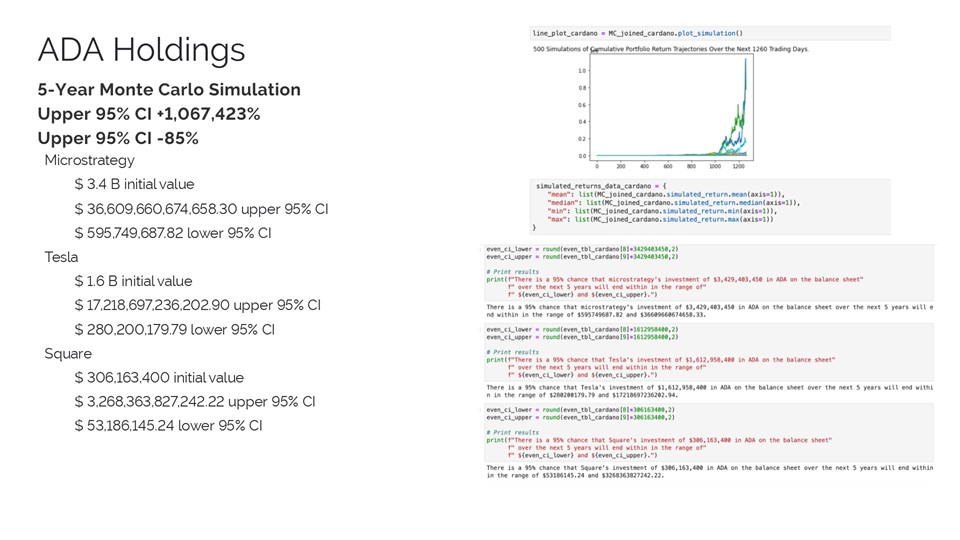 ADA Holdings
5-Year Monte Carlo Simulation
Upper 95% CI +1,067,423%
Upper 95% CI -85%
Microstrategy
$ 3.4 B initial value
$ 36,609,660,674,658.30 upper 95% CI
$ 595,749,687.82 lower 95% CI
Tesla
$ 1.6 B initial value
$ 17,218,697,236,202.90 upper 95% CI
$ 280,200,179.79 lower 95% CI
Square
$ 306,163,400 initial value
$ 3,268,363,827,242.22 upper 95% CI
$ 53,186,145.24 lower 95% CI
line_plot_cardano = MC_joined_cardano.plot_simulation()
500 Simulations of Cumulative Portfolio Return Trajectories Over the Next 1260 Trading Days.
1.0
0.8
0.6
0.4
0.2
0.0
0 200 400 600 800 1000 1200
simulated_returns_data_cardano = {
"mean": list(MC_joined_cardano.simulated_return.mean(axis=1)),
"median": list(MC_joined_cardano.simulated_return.median(axis=1)),
"min": list(MC_joined_cardano.simulated_return.min(axis=1)),
"max": list(MC_joined_cardano.simulated_return.max(axis=1))
}
even_ci_lower = round(even_tbl_cardano[8]*3429403450,2)
even_ci_upper = round(even_tbl_cardano[9]*3429403450,2)
# Print results
print(f"There is a 95% chance that microstrategy's investment of $3,429,403,450 in ADA on the balance sheet"
f" over the next 5 years will end within in the range of"
f" ${even_ci_lower} and ${even_ci_upper}.")
There is a 95% chance that microstrategy's investment of $3,429,403,450 in ADA on the balance sheet over the next 5 years will e
nd within in the range of $595749687.82 and $36609660674658.33.
even_ci_lower = round(even_tbl_cardano[8]*1612958400,2)
even_ci_upper = round(even_tbl_cardano[9]*1612958400,2)
# Print results
print(f"There is a 95% chance that Tesla's investment of $1,612,958,400 in ADA on the balance sheet"
f" over the next 5 years will end within in the range of"
f" ${even_ci_lower} and ${even_ci_upper}.")
There is a 95% chance that Tesla's investment of $1,612,958,400 in ADA on the balance sheet over the next 5 years will end withi
n in the range of $280200179.79 and $17218697236202.94.
even_ci_lower = round(even_tbl_cardano[8]*306163400,2)
even_ci_upper = round(even_tbl_cardano[9]*306163400,2)
# Print results
print(f"There is a 95% chance that Square's investment of $306,163,400 in ADA on the balance sheet"
f" over the next 5 years will end within in the range of"
f" ${even_ci_lower} and ${even_ci_upper}.")
There is a 95% chance that Square's investment of $306,163,400 in ADA on the balance sheet over the next 5 years will end within
in the range of $53186145.24 and $3268363827242.22.